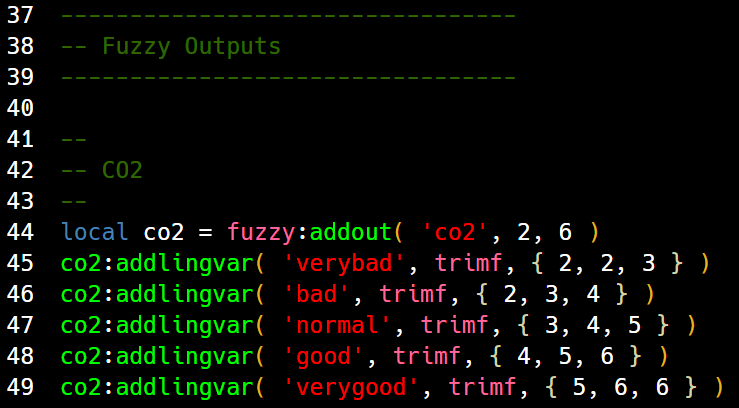 37 ---------------------------------
38 -- Fuzzy Outputs
39 ---------------------------------
40
41 --
42 -- CO2
43 --
44 local co2 = fuzzy:addout( 'co2', 2, 6 )
45 co2:addlingvar( 'verybad', trimf, { 2, 2, 3 } )
46 co2:addlingvar( 'bad', trimf, { 2, 3, 4 } )
47 co2:addlingvar( 'normal', trimf, { 3, 4, 5 } )
48 co2:addlingvar( 'good', trimf, { 4, 5, 6 } )
49 co2:addlingvar( 'verygood', trimf, { 5, 6, 6 } )